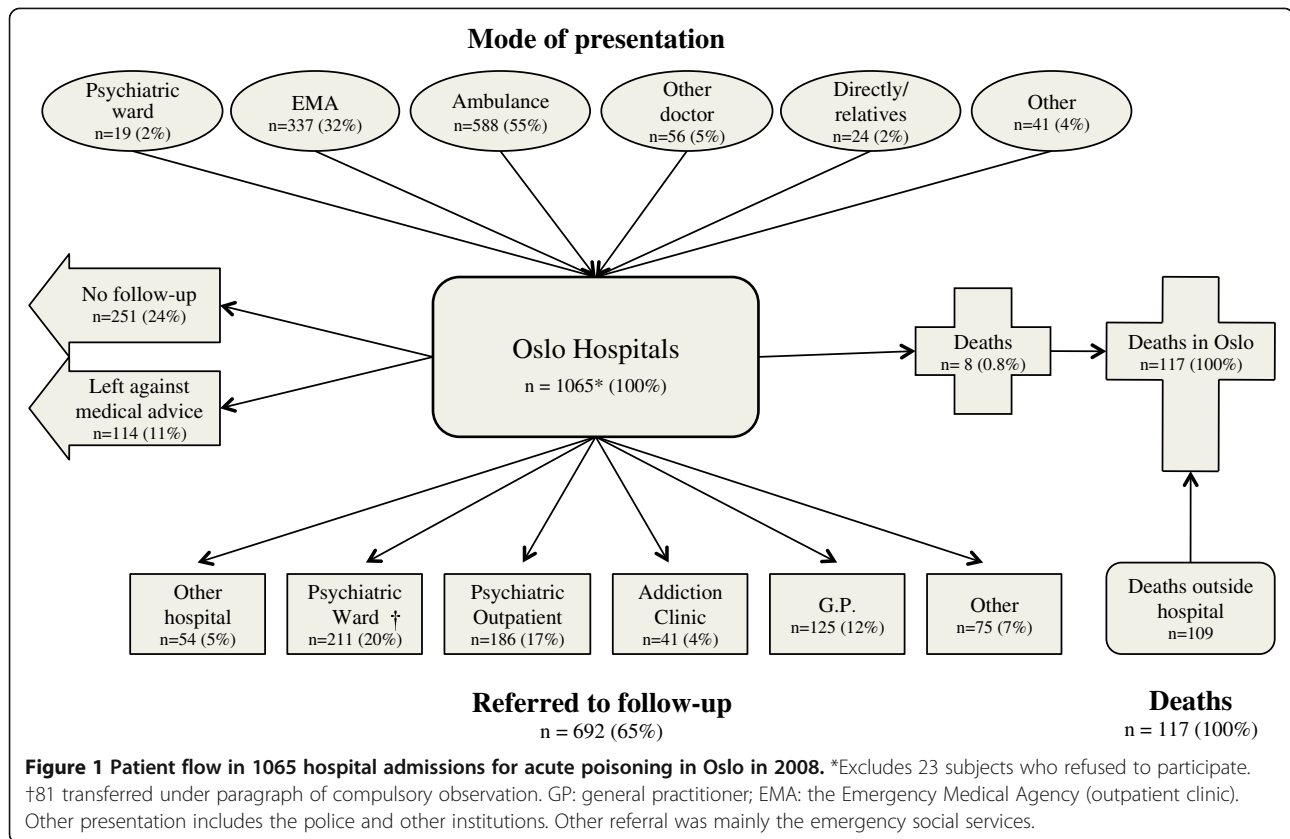 Mode of presentation
Psychiatric
ward
n=19 (2%)
EMA
n=337 (32%)
Ambulance
n=588 (55%)
Other
doctor
n=56 (5%)
Directly/
relatives
n=24 (2%)
Other
n=41 (4%)
No follow-up
n=251 (24%)
Left against
medical advice
n=114 (11%)
Oslo Hospitals
n = 1065* (100%)
Deaths
n= 8 (0.8%)
Deaths in Oslo
n=117 (100%)
Other
hospital
n=54 (5%)
Psychiatric
Ward †
n=211 (20%)
Psychiatric
Outpatient
n=186 (17%)
Addiction
Clinic
n=41 (4%)
G.P.
n=125 (12%)
Other
n=75 (7%)
Deaths outside
hospital
n=109
Referred to follow-up
n = 692 (65%)
Deaths
n = 117 (100%)
Figure 1 Patient flow in 1065 hospital admissions for acute poisoning in Oslo in 2008. *Excludes 23 subjects who refused to participate.
†81 transferred under paragraph of compulsory observation. GP: general practitioner; EMA: the Emergency Medical Agency (outpatient clinic).
Other presentation includes the police and other institutions. Other referral was mainly the emergency social services.